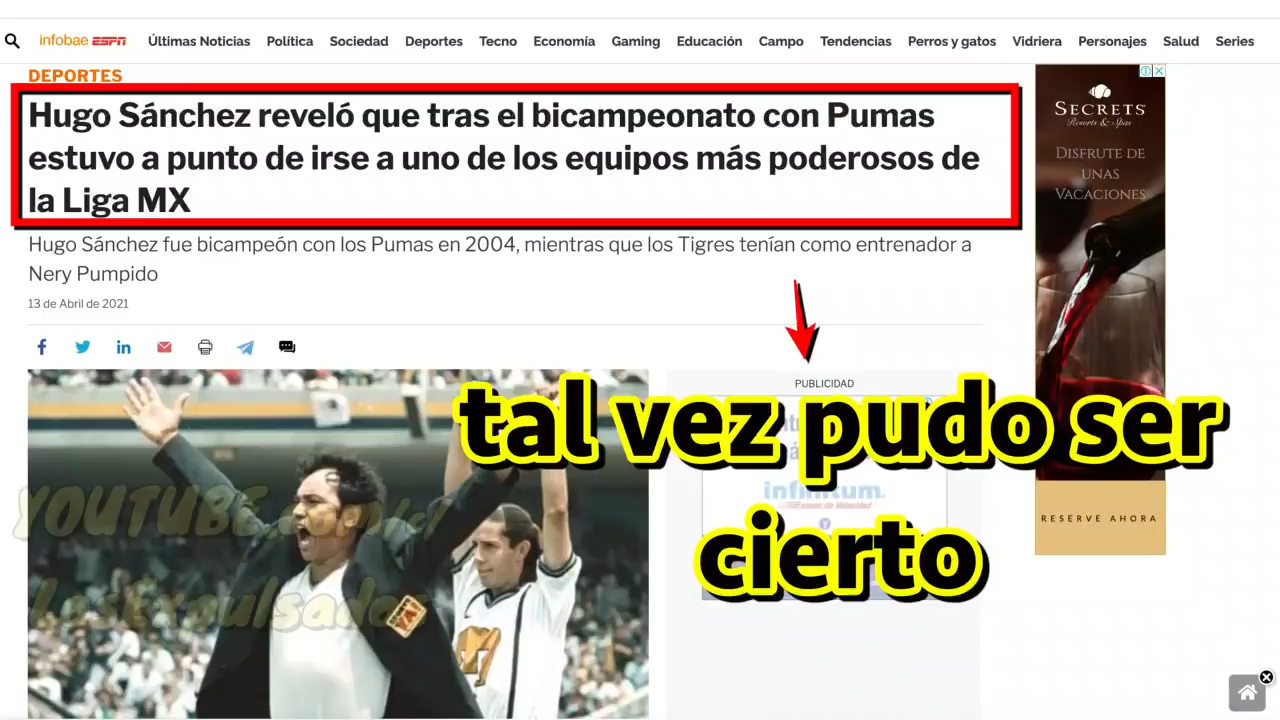 infobae ESPN Últimas Noticias Política Sociedad Deportes Tecno Economía Gaming Educación Campo Tendencias Perros y gatos Vidriera Personajes Salud Series
DEPORTES
Hugo Sánchez reveló que tras el bicampeonato con Pumas
estuvo a punto de irse a uno de los equipos más poderosos de
la Liga MX
Hugo Sánchez fue bicampeón con los Pumas en 2004, mientras que los Tigres tenían como entrenador a
Nery Pumpido
13 de Abril de 2021
SECRETS
Resorts & Spas
DISFRUTE DE
UNAS
VACACIONES
RESERVE AHORA
PUBLICIDAD
tal vez pudo ser
cierto
infinitum
YOUTUBE.com/c/
LosExpulsados